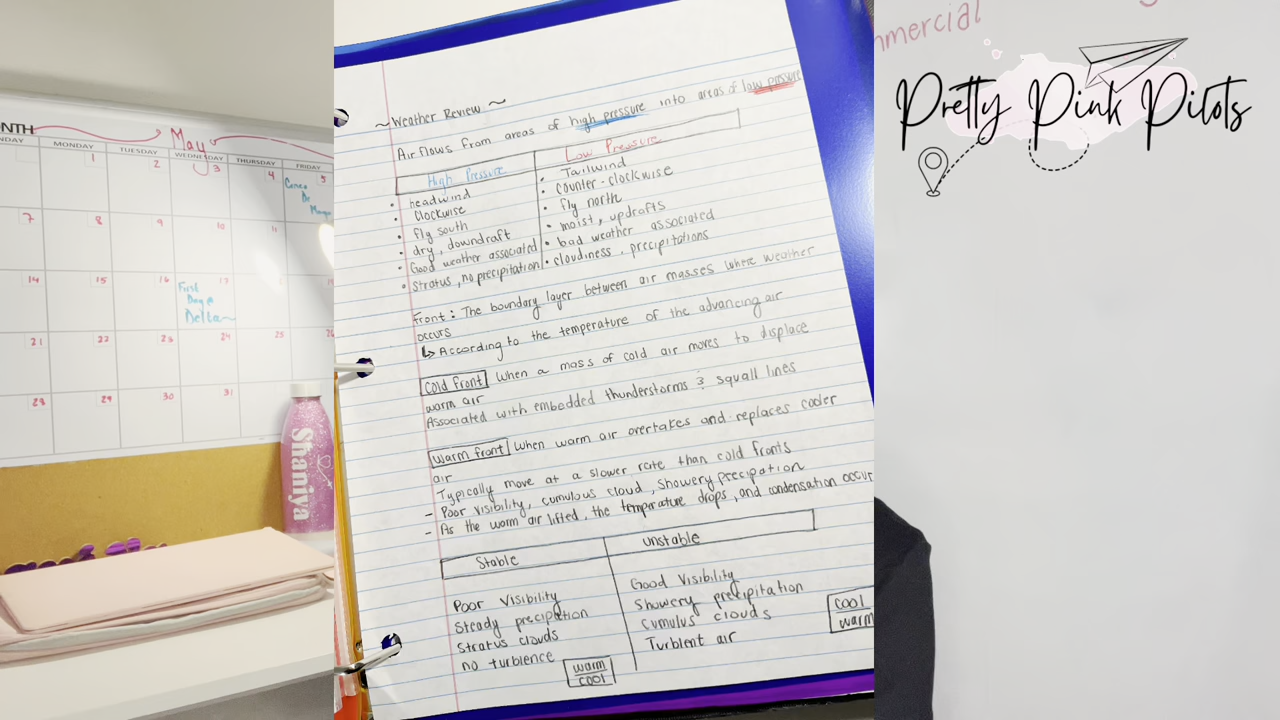 NTH
May
DAY MONDAY TUESDAY WEDNESDAY THURSDAY FRIDAY
1 2 3 4 5
7 8 9 10 11
14 15 16 17
First
Day @
Delta
21 22 23 24 25
28 29 30 31
Shaniya
~Weather Review~
Airflows from areas of high pressure into areas of low pressure
High Pressure Low Pressure
• headwind • Tailwind
• Clockwise • counter-clockwise
• fly south • fly north
• dry, downdraft • moist, updrafts
• Good weather associated • bad weather associated
• stratus, no precipitation • cloudiness, precipitations
Front: The boundary layer between air masses where weather
occurs
↳ According to the temperature of the advancing air
Cold front When a mass of cold air moves to displace
warm air
Associated with embedded thunderstorms & squall lines
Warm front When warm air overtakes and replaces cooler
air
Typically move at a slower rate than cold fronts
- Poor visibility, cumulous cloud, Showery precipation
- As the warm air lifted, the temperature drops, and condensation occur
Stable unstable
Poor Visibility Good Visibility
Steady precipation Showery precipitation
stratus clouds cumulus clouds
no turblence Turblent air
warm
cool
cool
warm
mmercial
Pretty Pink Pilots